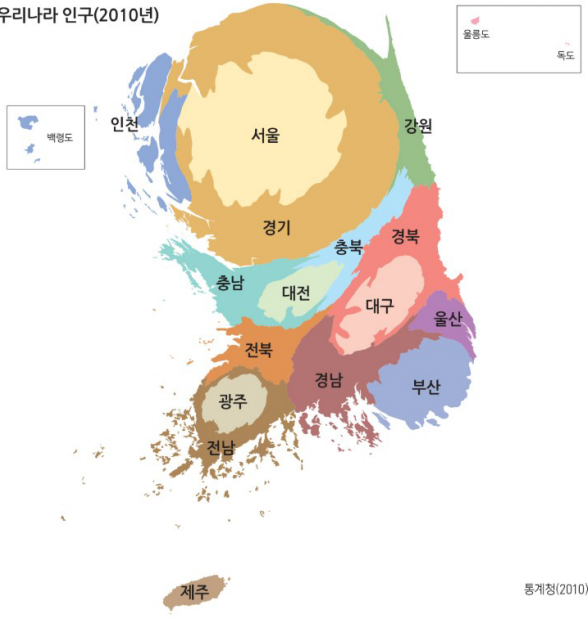 우리나라 인구(2010년)
울릉도
독도
백령도
인천
서울
강원
경기
충북
경북
충남
대전
대구
울산
전북
경남
부산
광주
전남
제주
통계청(2010)